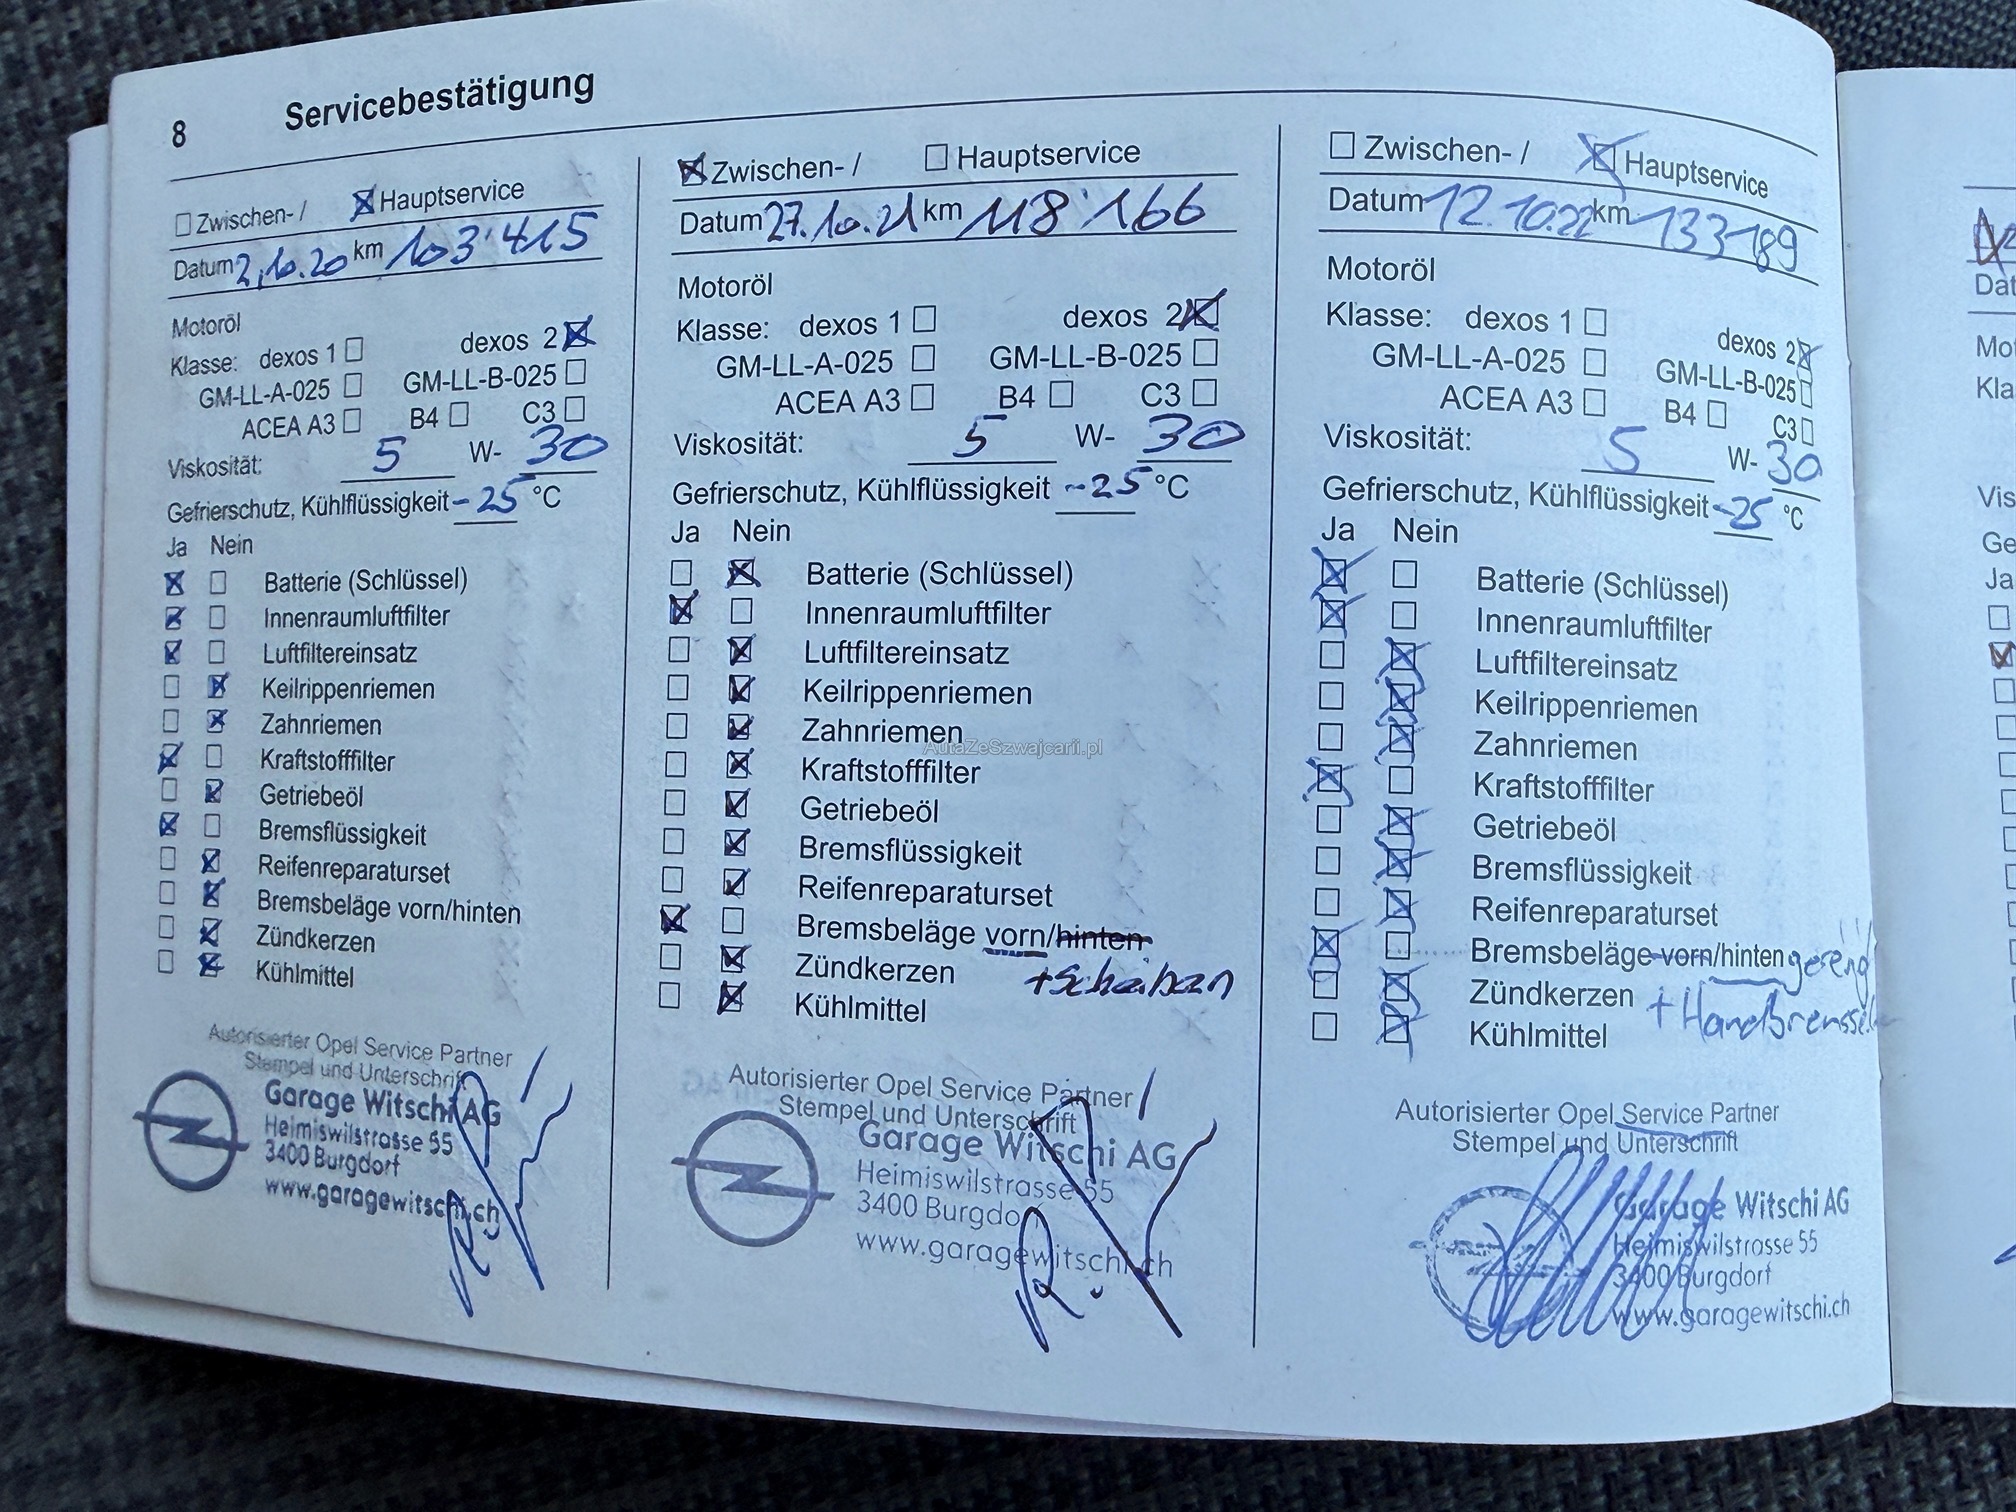 8 Servicebestätigung
Zwischen- / Hauptservice
Datum 2.10.20 km 103'415
Motoröl
Klasse: dexos 1 dexos 2
GM-LL-A-025 GM-LL-B-025
ACEA A3 B4 C3
Viskosität: 5 W- 30
Gefrierschutz, Kühlflüssigkeit -25 °C
Ja Nein
Batterie (Schlüssel)
Innenraumluftfilter
Luftfiltereinsatz
Keilrippenriemen
Zahnriemen
Kraftstofffilter
Getriebeöl
Bremsflüssigkeit
Reifenreparaturset
Bremsbeläge vorn/hinten
Zündkerzen
Kühlmittel
Autorisierter Opel Service Partner
Stempel und Unterschrift
Garage Witschi AG
Heimiswilstrasse 55
3400 Burgdorf
www.garagewitschi.ch
Zwischen- / Hauptservice
Datum 27.10.21 km 118'166
Motoröl
Klasse: dexos 1 dexos 2
GM-LL-A-025 GM-LL-B-025
ACEA A3 B4 C3
Viskosität: 5 W- 30
Gefrierschutz, Kühlflüssigkeit -25 °C
Ja Nein
Batterie (Schlüssel)
Innenraumluftfilter
Luftfiltereinsatz
Keilrippenriemen
Zahnriemen
AutaZeSzwajcarii.pl
Kraftstofffilter
Getriebeöl
Bremsflüssigkeit
Reifenreparaturset
Bremsbeläge vorn/hinten
Zündkerzen + Scheiben
Kühlmittel
Autorisierter Opel Service Partner
Stempel und Unterschrift
Garage Witschi AG
Heimiswilstrasse 55
3400 Burgdorf
www.garagewitschi.ch
Zwischen- / Hauptservice
Datum 12.10.22 km 133-189
Motoröl
Klasse: dexos 1 dexos 2
GM-LL-A-025 GM-LL-B-025
ACEA A3 B4 C3
Viskosität: 5 W- 30
Gefrierschutz, Kühlflüssigkeit -25 °C
Ja Nein
Batterie (Schlüssel)
Innenraumluftfilter
Luftfiltereinsatz
Keilrippenriemen
Zahnriemen
Kraftstofffilter
Getriebeöl
Bremsflüssigkeit
Reifenreparaturset
Bremsbeläge vorn/hinten
Zündkerzen +
Kühlmittel
Autorisierter Opel Service Partner
Stempel und Unterschrift
Garage Witschi AG
Heimiswilstrasse 55
3400 Burgdorf
www.garagewitschi.ch
Ja